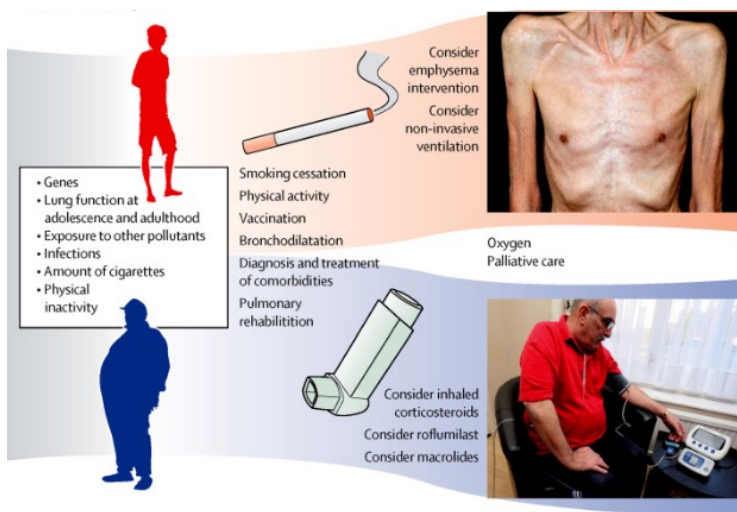 • Genes
• Lung function at
adolescence and adulthood
• Exposure to other pollutants
• Infections
• Amount of cigarettes
• Physical
inactivity
Smoking cessation
Physical activity
Vaccination
Bronchodilatation
Diagnosis and treatment
of comorbidities
Pulmonary
rehabilitition
Consider
emphysema
intervention
Consider
non-invasive
ventilation
Oxygen
Palliative care
Consider inhaled
corticosteroids
Consider roflumilast
Consider macrolides